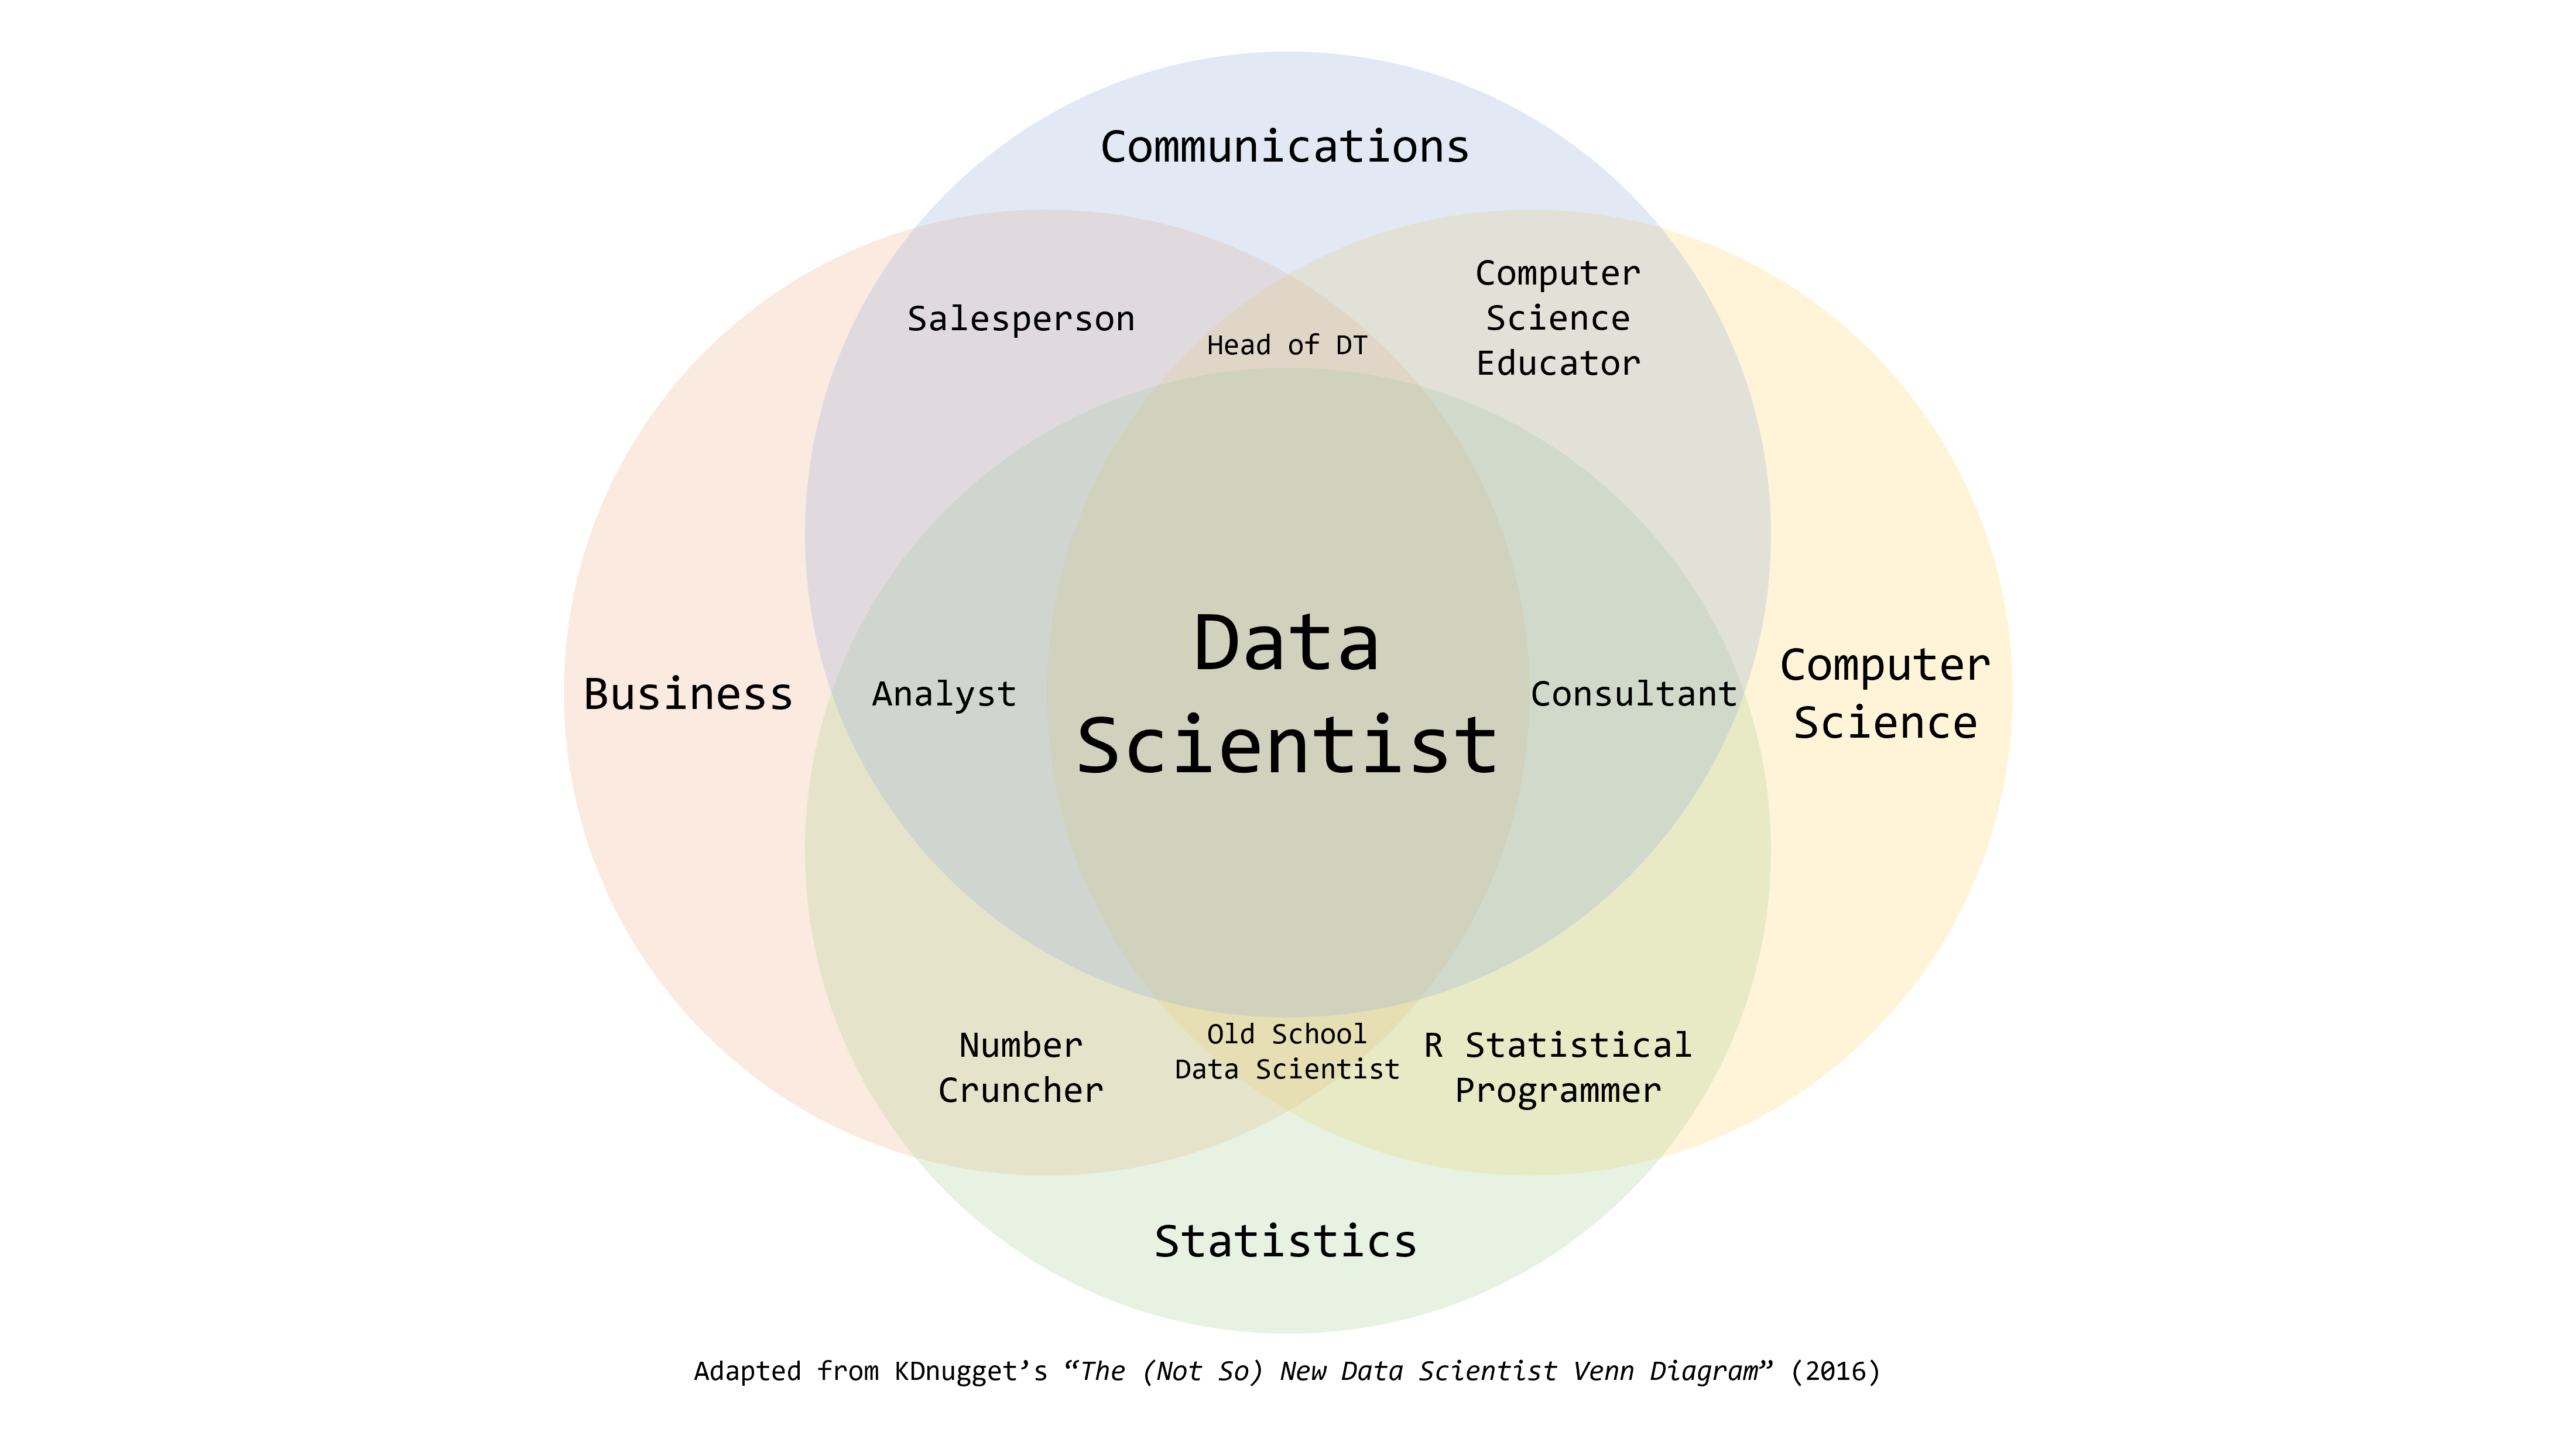 Communications
Salesperson
Head of DT
Computer
Science
Educator
Business
Analyst
Data
Scientist
Consultant
Computer
Science
Number
Cruncher
Old School
Data Scientist
R Statistical
Programmer
Statistics
Adapted from KDnugget’s “The (Not So) New Data Scientist Venn Diagram” (2016)